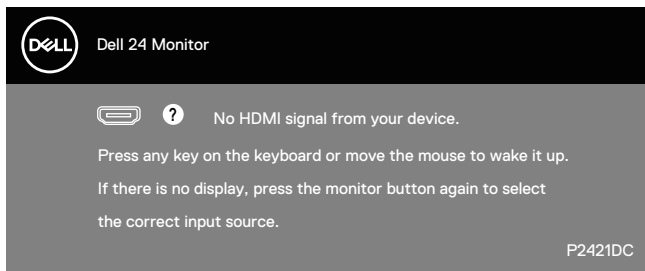 DELL
Dell 24 Monitor
? No HDMI signal from your device.
Press any key on the keyboard or move the mouse to wake it up.
If there is no display, press the monitor button again to select
the correct input source.
P2421DC